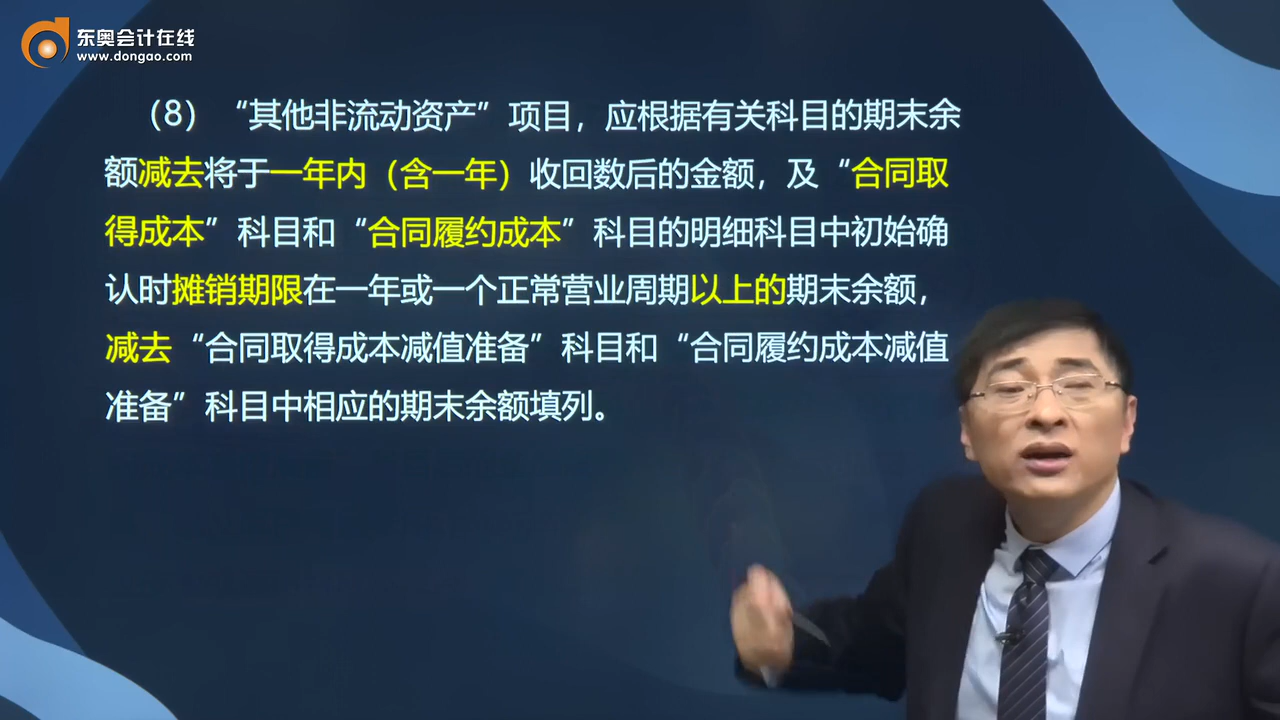 东奥会计在线
www.dongao.com
（8）“其他非流动资产”项目，应根据有关科目的期末余
额减去将于一年内（含一年）收回数后的金额，及“合同取
得成本”科目和“合同履约成本”科目的明细科目中初始确
认时摊销期限在一年或一个正常营业周期以上的期末余额，
减去“合同取得成本减值准备”科目和“合同履约成本减值
准备”科目中相应的期末余额填列。